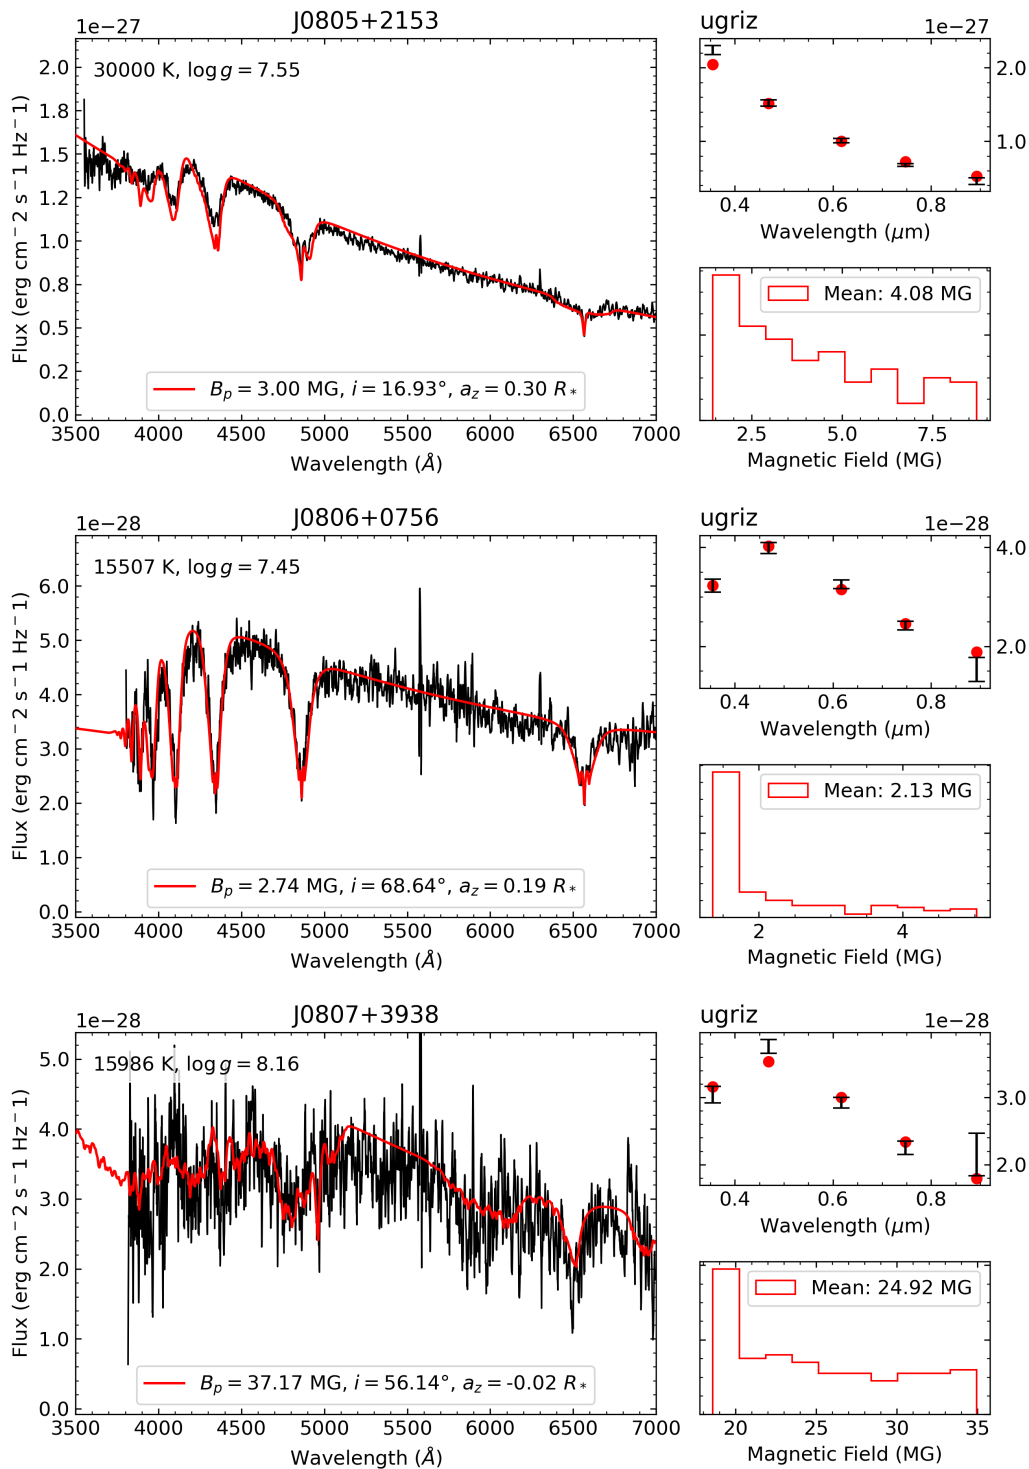 J0805+2153
1e−27
30000 K, log g = 7.55
Flux (erg cm−2 s−1 Hz−1)
2.0
1.8
1.5
1.2
1.0
0.8
0.5
0.2
0.0
B_p = 3.00 MG, i = 16.93°, a_z = 0.30 R_*
3500 4000 4500 5000 5500 6000 6500 7000
Wavelength (Å)
ugriz
1e−27
2.0
1.0
0.4 0.6 0.8
Wavelength (μm)
Mean: 4.08 MG
2.5 5.0 7.5
Magnetic Field (MG)
J0806+0756
1e−28
15507 K, log g = 7.45
Flux (erg cm−2 s−1 Hz−1)
6.0
5.0
4.0
3.0
2.0
1.0
0.0
B_p = 2.74 MG, i = 68.64°, a_z = 0.19 R_*
3500 4000 4500 5000 5500 6000 6500 7000
Wavelength (Å)
ugriz
1e−28
4.0
2.0
0.4 0.6 0.8
Wavelength (μm)
Mean: 2.13 MG
2 4
Magnetic Field (MG)
J0807+3938
1e−28
15986 K, log g = 8.16
Flux (erg cm−2 s−1 Hz−1)
5.0
4.0
3.0
2.0
1.0
0.0
B_p = 37.17 MG, i = 56.14°, a_z = -0.02 R_*
3500 4000 4500 5000 5500 6000 6500 7000
Wavelength (Å)
ugriz
1e−28
3.0
2.0
0.4 0.6 0.8
Wavelength (μm)
Mean: 24.92 MG
20 25 30 35
Magnetic Field (MG)